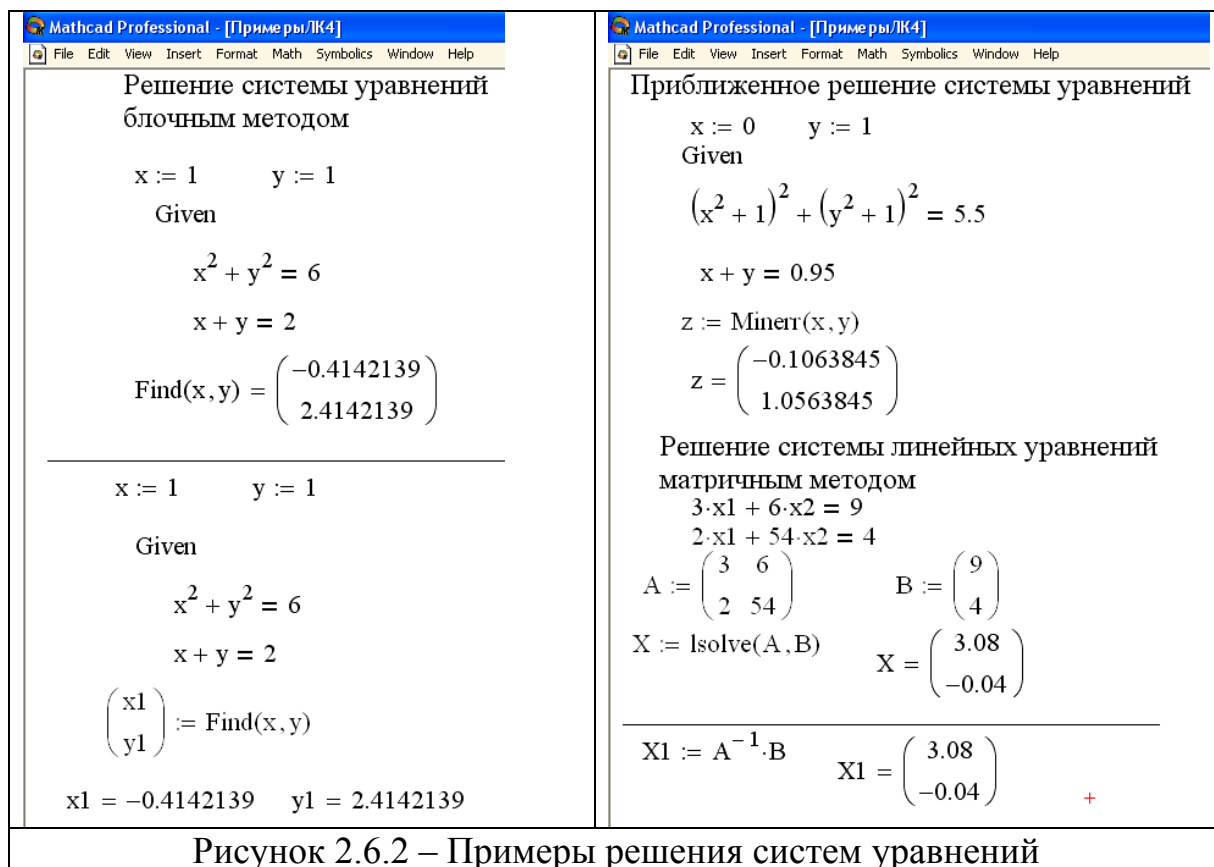 Mathcad Professional - [ПримерыЛК4]
File Edit View Insert Format Math Symbolics Window Help
Решение системы уравнений
блочным методом
x := 1 y := 1
Given
x^2 + y^2 = 6
x + y = 2
Find(x,y) = (−0.4142139
2.4142139)
x := 1 y := 1
Given
x^2 + y^2 = 6
x + y = 2
(x1
y1) := Find(x,y)
x1 = −0.4142139 y1 = 2.4142139
Mathcad Professional - [ПримерыЛК4]
File Edit View Insert Format Math Symbolics Window Help
Приближенное решение системы уравнений
x := 0 y := 1
Given
(x^2 + 1)^2 + (y^2 + 1)^2 = 5.5
x + y = 0.95
z := Minerr(x,y)
z = (−0.1063845
1.0563845)
Решение системы линейных уравнений
матричным методом
3·x1 + 6·x2 = 9
2·x1 + 54·x2 = 4
A := (3 6
2 54) B := (9
4)
X := lsolve(A,B) X = (3.08
−0.04)
X1 := A^−1·B X1 = (3.08
−0.04)
Рисунок 2.6.2 – Примеры решения систем уравнений